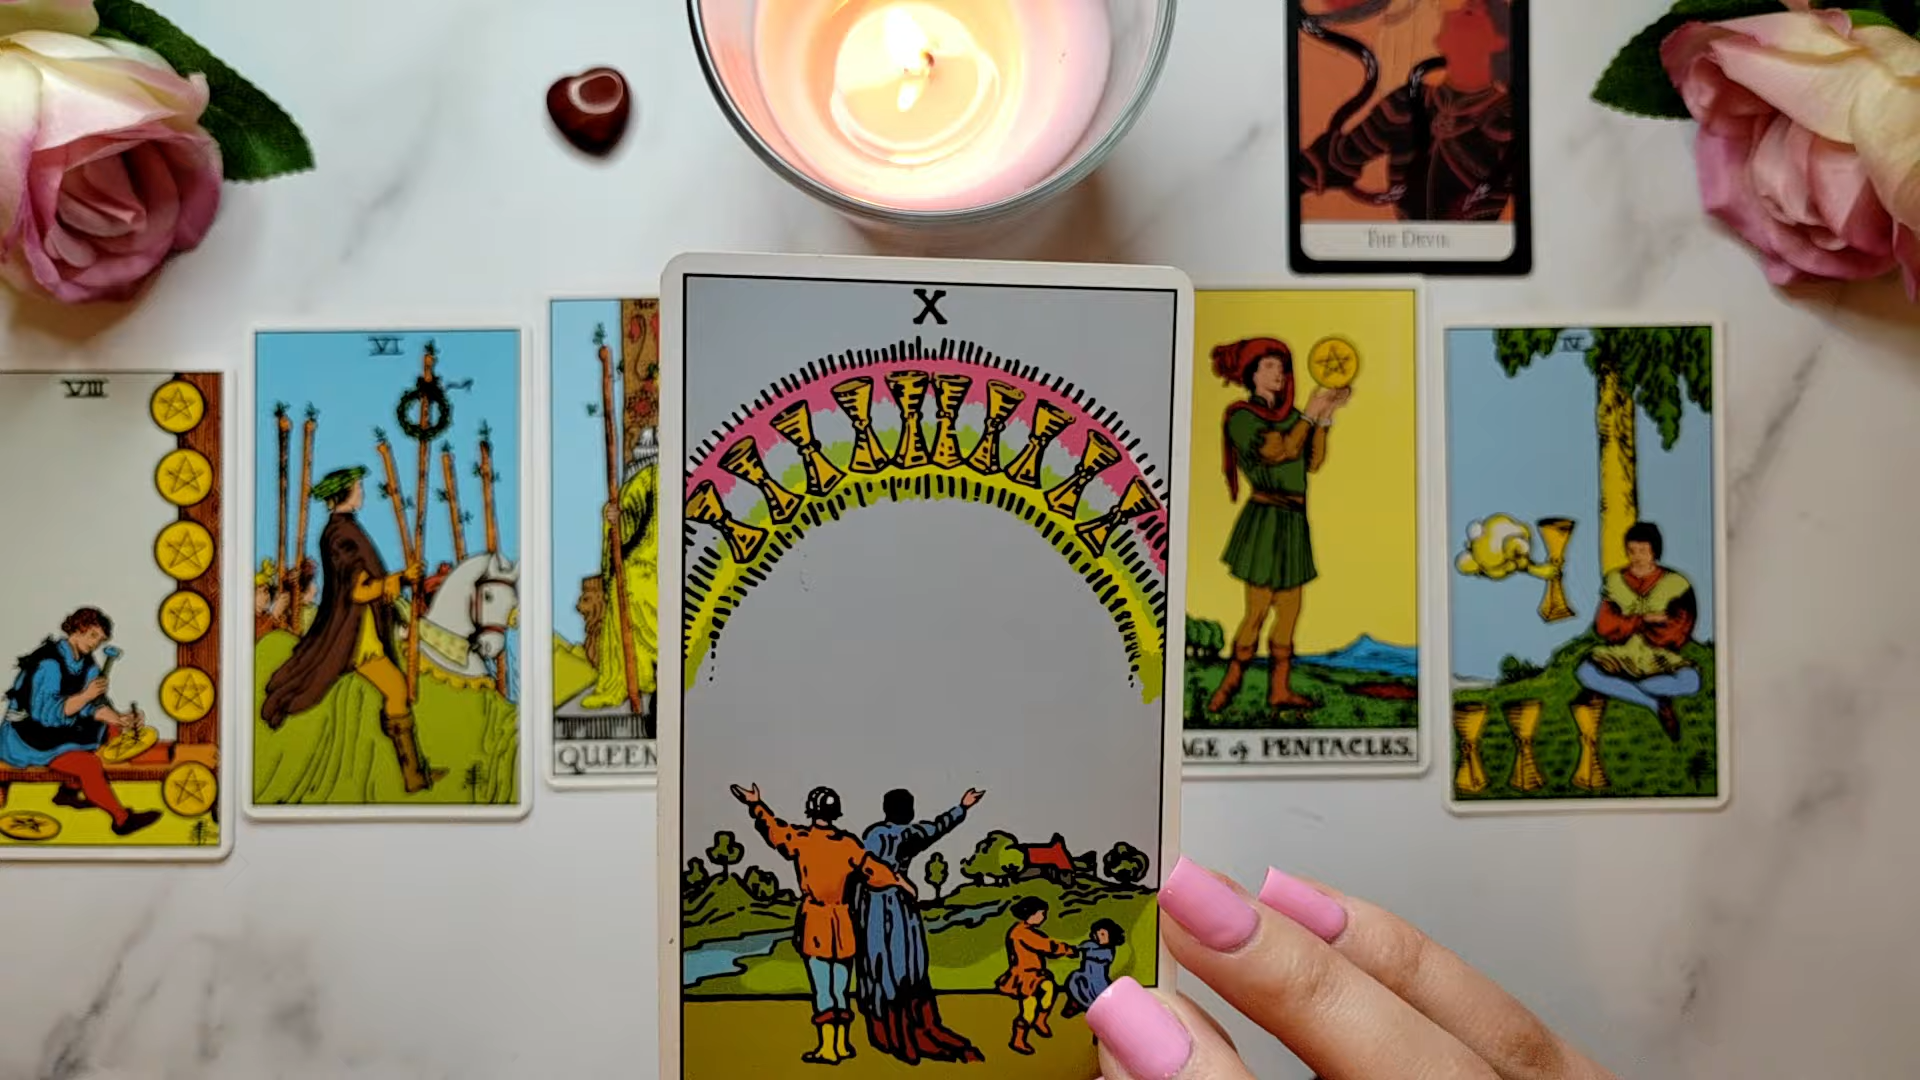 THE DEVIL
VIII
VI
QUEEN
X
AGE of PENTACLES.
IV